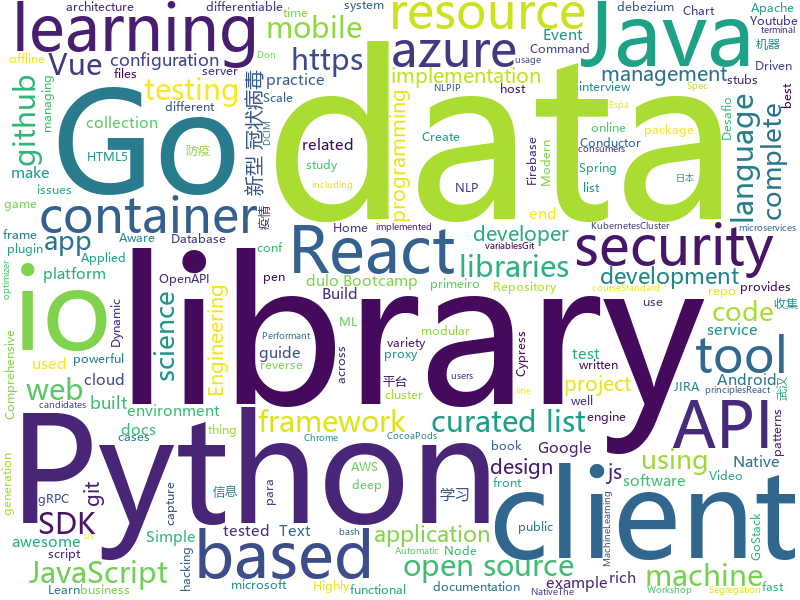 architecture
differentiable
time
system
debezium
Chart
Apache
Youtube
terminal
learning
mobile
resource
Java
offline
Vue
configuration
files
server
https
azure
Event
Command
management
Driven
机器
github
managing
testing
practice
Scale
implementation
usage
NLPIP
host
interview
stubs
best
different
collection
HTML5
防疫
新型
冠状病毒
DCIM
programming
Create
Firebase
Modern
online
package
Espa
Spec
Desafio
language
complete
Go
data
related
study
including
NLP
Conductor
consumers
Spring
list
日本
make
issues
container
疫情
React
end
developer
KubernetesCluster
microservices
game
frame
plugin
app
Aware
Applied
Database
Home
implemented
variablesGit
security
libraries
optimizer
io
platform
OpenAPI
conf
pen
dulo Bootcamp
primeiro
Repository
development
courseStandard
provides
Build
use
repo
code
收集
Comprehensive
Dynamic
library
science
Engineering
Performant
ML
variety
modular
Cypress
service
tool
powerful
used
guide
reverse
across
proxy
test
written
users
line
Android
JIRA
principlesReact
武汉
web
cloud
built
平台
cluster
project
well
engine
candidates
environment
docs
framework
curated list
API
patterns
cases
thing
Chrome
CocoaPods
book
Google
generation
Python
AWS
deep
design
js
Native
gRPC
git
capture
信息
para
学习
front
using
software
Video
SDK
client
public
MachineLearning
GoStack
awesome
Simple
tested
Text
application
Node
script
hacking
based
Don
bash
Automatic
JavaScript
open source
example
rich
machine
Learn
business
microsoft
Highly
functional
documentation
NativeThe
Workshop
Segregation
fast
ui